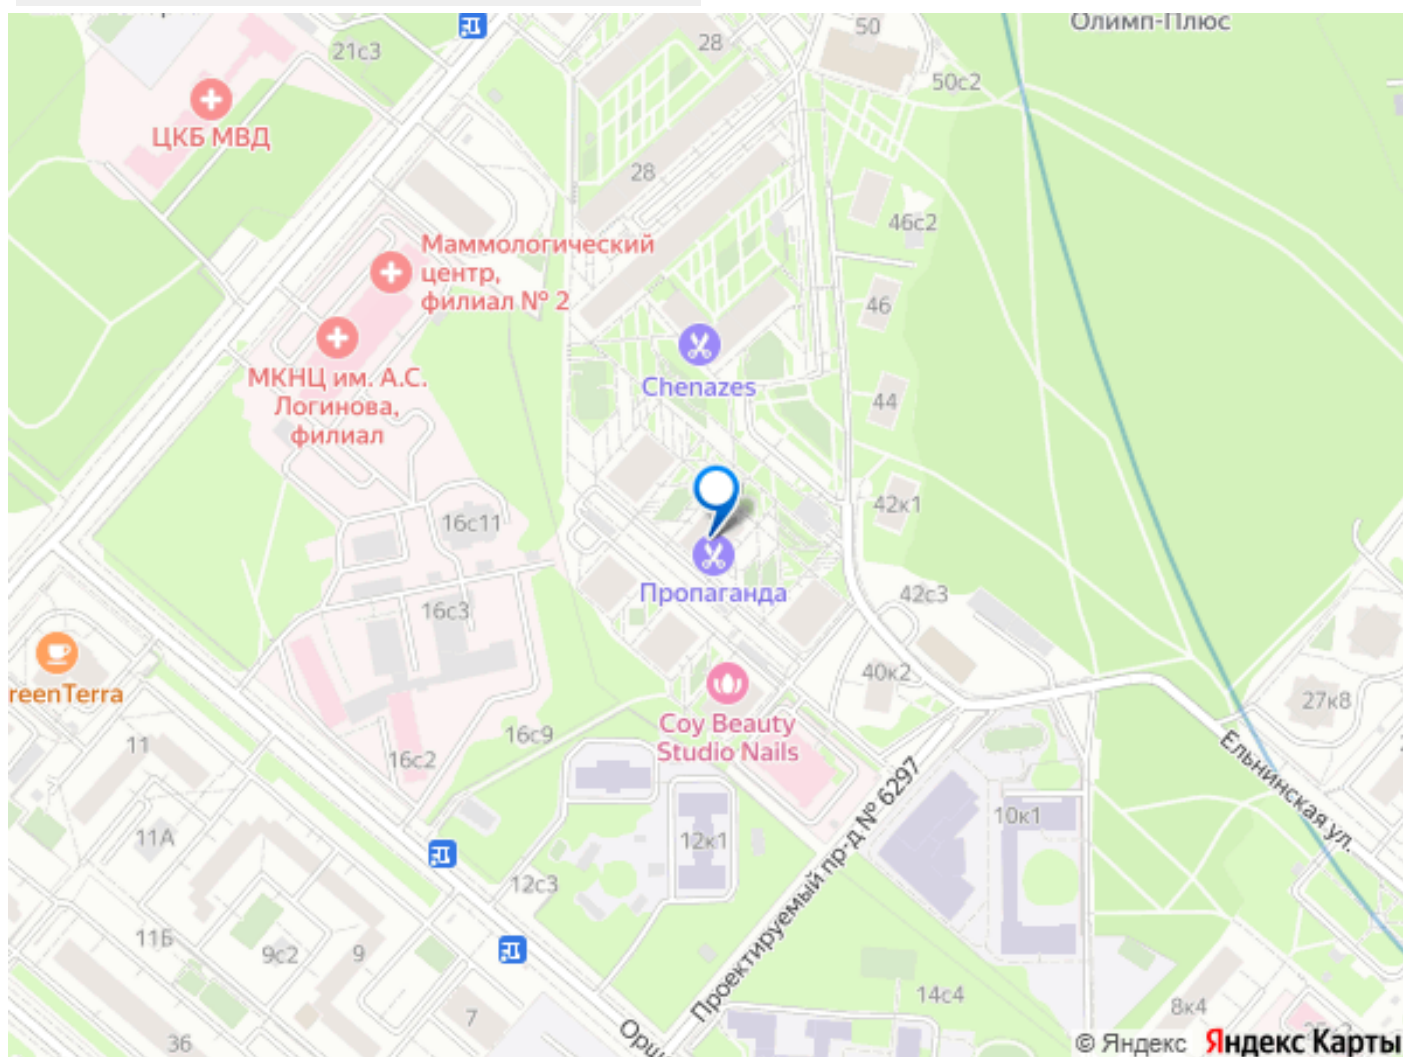 Олимп-Плюс
50
28
21с3
50с2
ЦКБ МВД
28
46с2
Маммологический
центр,
филиал № 2
46
МКНЦ им. А.С.
Логинова,
филиал
Chenazes
44
42к1
16с11
Пропаганда
42с3
16с3
40к2
reenTerra
27к8
Coy Beauty
Studio Nails
16с9
11
16с2
Ельнинская ул.
10к1
11А
12к1
12с3
Проектируемый пр-д № 6297
11Б
9с2
9
14с4
8к4
7
36
Орш
© Яндекс
Яндекс Карты